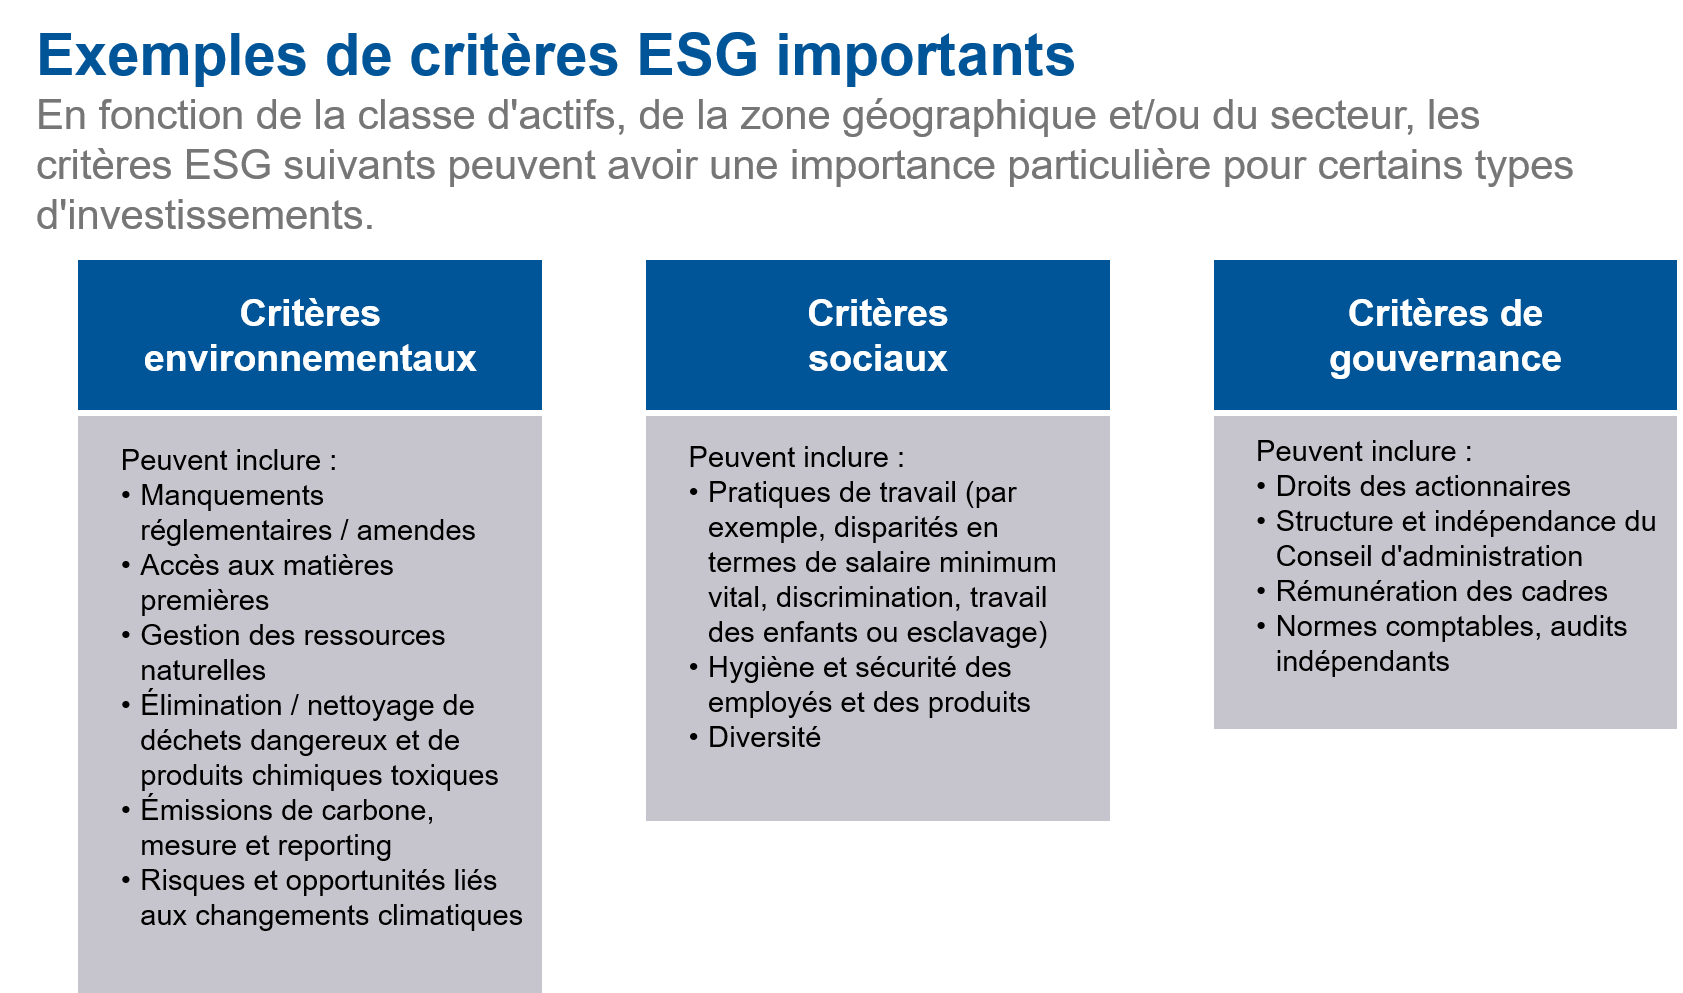 Exemples de critères ESG importants
En fonction de la classe d'actifs, de la zone géographique et/ou du secteur, les
critères ESG suivants peuvent avoir une importance particulière pour certains types
d'investissements.
Critères
environnementaux
Peuvent inclure :
• Manquements
réglementaires / amendes
• Accès aux matières
premières
• Gestion des ressources
naturelles
• Élimination / nettoyage de
déchets dangereux et de
produits chimiques toxiques
• Émissions de carbone,
mesure et reporting
• Risques et opportunités liés
aux changements climatiques
Critères
sociaux
Peuvent inclure :
• Pratiques de travail (par
exemple, disparités en
termes de salaire minimum
vital, discrimination, travail
des enfants ou esclavage)
• Hygiène et sécurité des
employés et des produits
• Diversité
Critères de
gouvernance
Peuvent inclure :
• Droits des actionnaires
• Structure et indépendance du
Conseil d'administration
• Rémunération des cadres
• Normes comptables, audits
indépendants